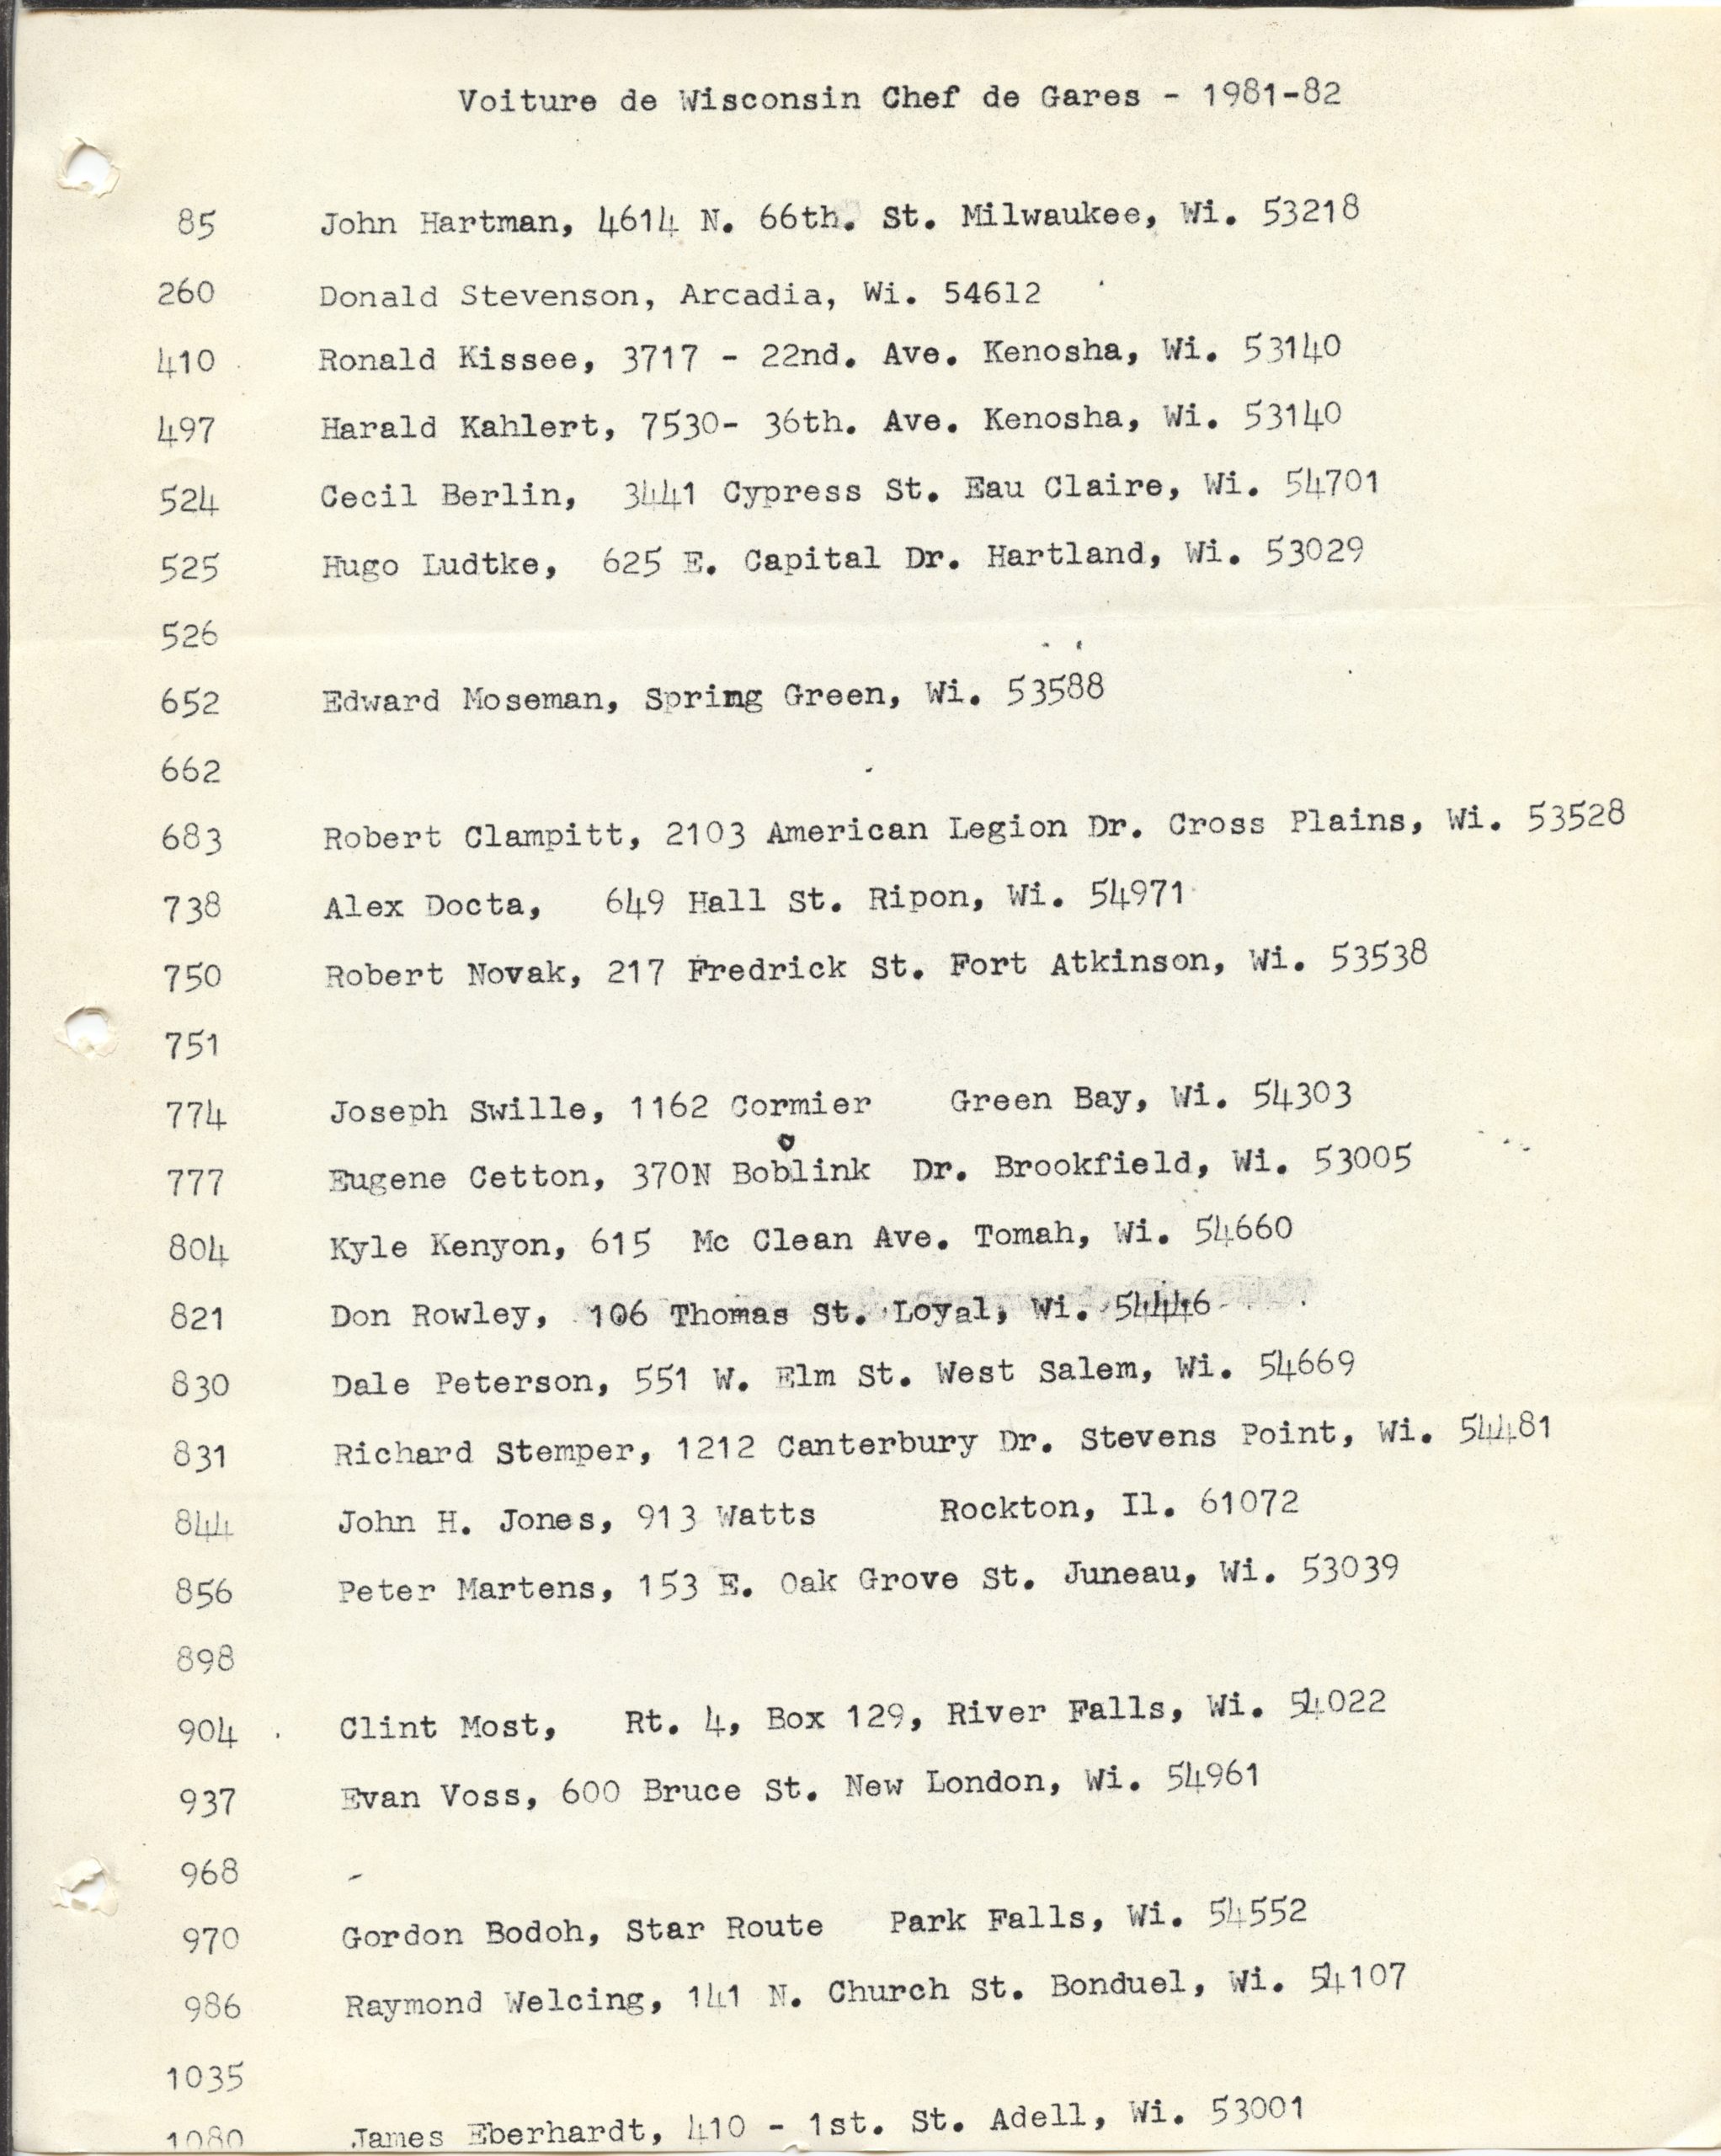 Voiture de Wisconsin Chef de Gares - 1981-82
85 John Hartman, 4614 N. 66th. St. Milwaukee, Wi. 53218
260 Donald Stevenson, Arcadia, Wi. 54612
410 Ronald Kissee, 3717 - 22nd. Ave. Kenosha, Wi. 53140
497 Harald Kahlert, 7530- 36th. Ave. Kenosha, Wi. 53140
524 Cecil Berlin, 3441 Cypress St. Eau Claire, Wi. 54701
525 Hugo Ludtke, 625 E. Capital Dr. Hartland, Wi. 53029
526
652 Edward Moseman, Spring Green, Wi. 53588
662
683 Robert Clampitt, 2103 American Legion Dr. Cross Plains, Wi. 53528
738 Alex Docta, 649 Hall St. Ripon, Wi. 54971
750 Robert Novak, 217 Fredrick St. Fort Atkinson, Wi. 53538
751
774 Joseph Swille, 1162 Cormier Green Bay, Wi. 54303
777 Eugene Cetton, 370N Boboblink Dr. Brookfield, Wi. 53005
804 Kyle Kenyon, 615 Mc Clean Ave. Tomah, Wi. 54660
821 Don Rowley, 106 Thomas St. Loyal, Wi. 54446
830 Dale Peterson, 551 W. Elm St. West Salem, Wi. 54669
831 Richard Stemper, 1212 Canterbury Dr. Stevens Point, Wi. 54481
844 John H. Jones, 913 Watts Rockton, Il. 61072
856 Peter Martens, 153 E. Oak Grove St. Juneau, Wi. 53039
898
904 Clint Most, Rt. 4, Box 129, River Falls, Wi. 54022
937 Evan Voss, 600 Bruce St. New London, Wi. 54961
968 -
970 Gordon Bodoh, Star Route Park Falls, Wi. 54552
986 Raymond Welcing, 141 N. Church St. Bonduel, Wi. 54107
1035
1080 James Eberhardt, 410 - 1st. St. Adell, Wi. 53001